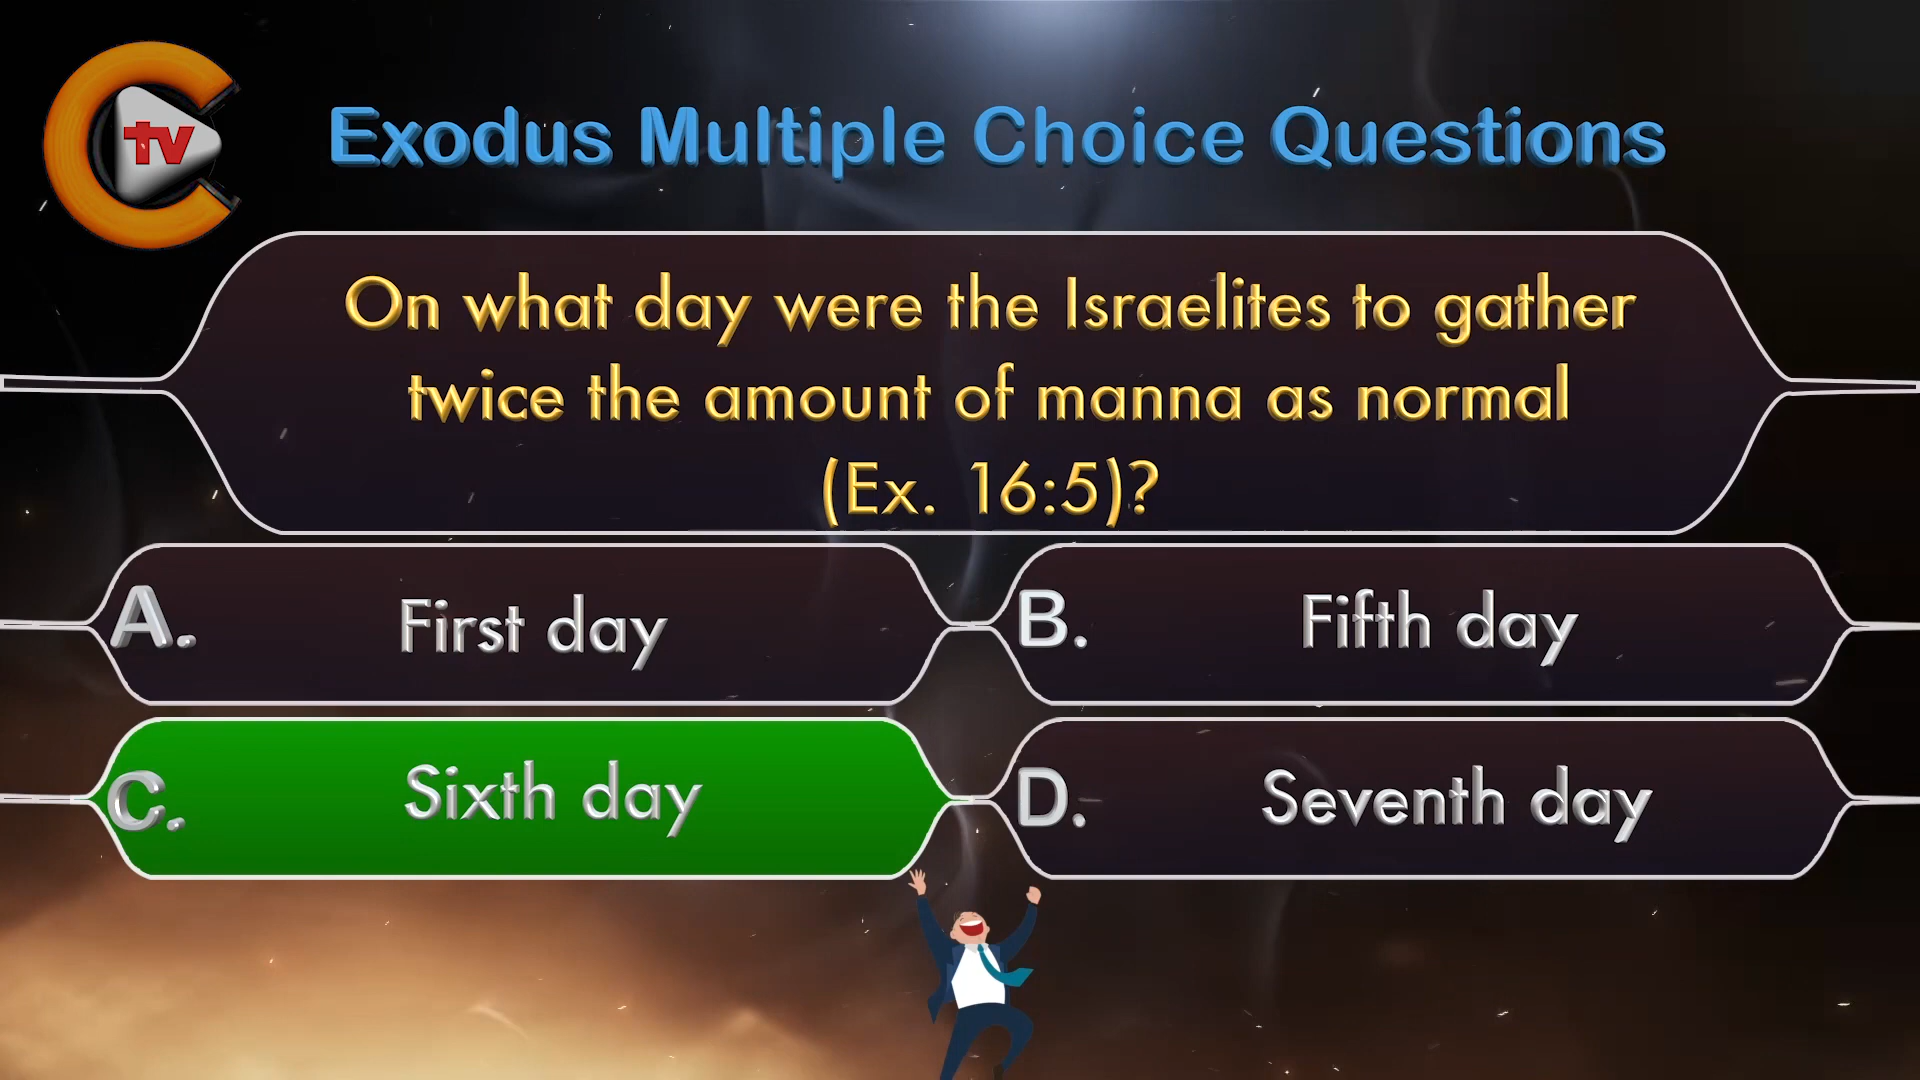 tv
Exodus Multiple Choice Questions
On what day were the Israelites to gather
twice the amount of manna as normal
(Ex. 16:5)?
A. First day
B. Fifth day
C. Sixth day
D. Seventh day